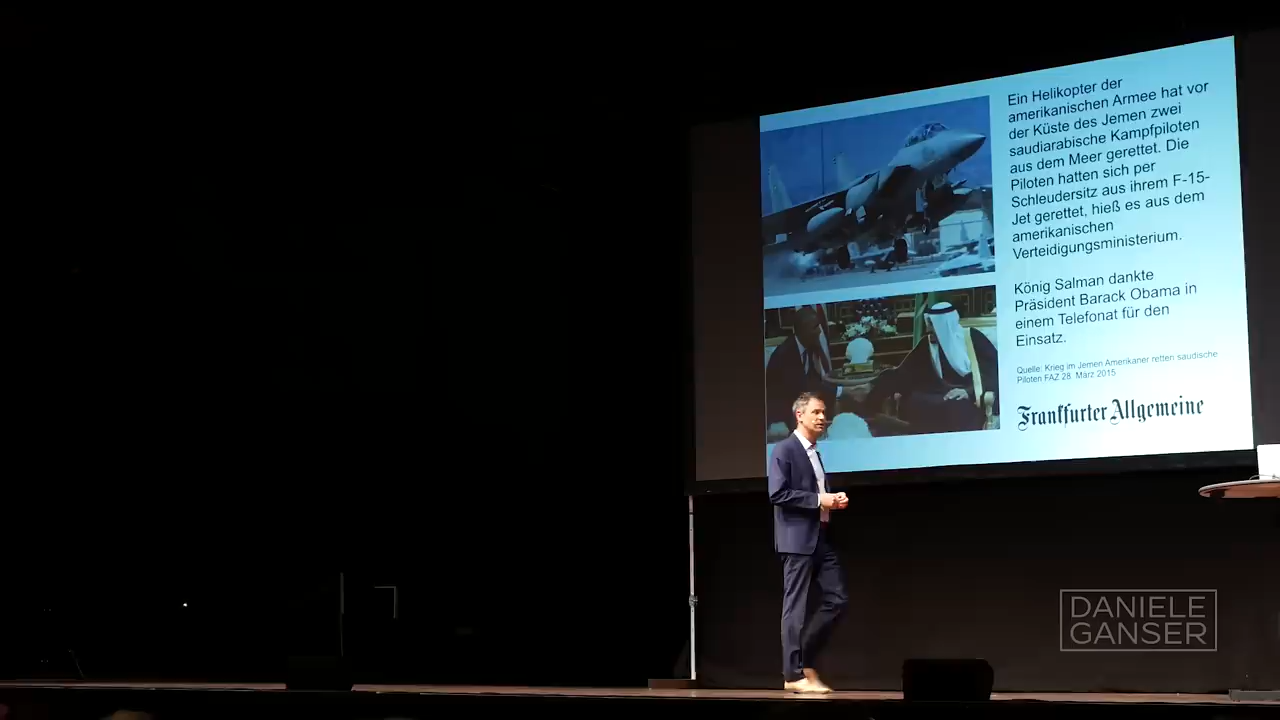 Ein Helikopter der
amerikanischen Armee hat vor
der Küste des Jemen zwei
saudiarabische Kampfpiloten
aus dem Meer gerettet. Die
Piloten hatten sich per
Schleudersitz aus ihrem F-15-
Jet gerettet, hieß es aus dem
amerikanischen
Verteidigungsministerium.
König Salman dankte
Präsident Barack Obama in
einem Telefonat für den
Einsatz.
Quelle: Krieg im Jemen Amerikaner retten saudische
Piloten FAZ 28. März 2015
Frankfurter Allgemeine
DANIELE
GANSER